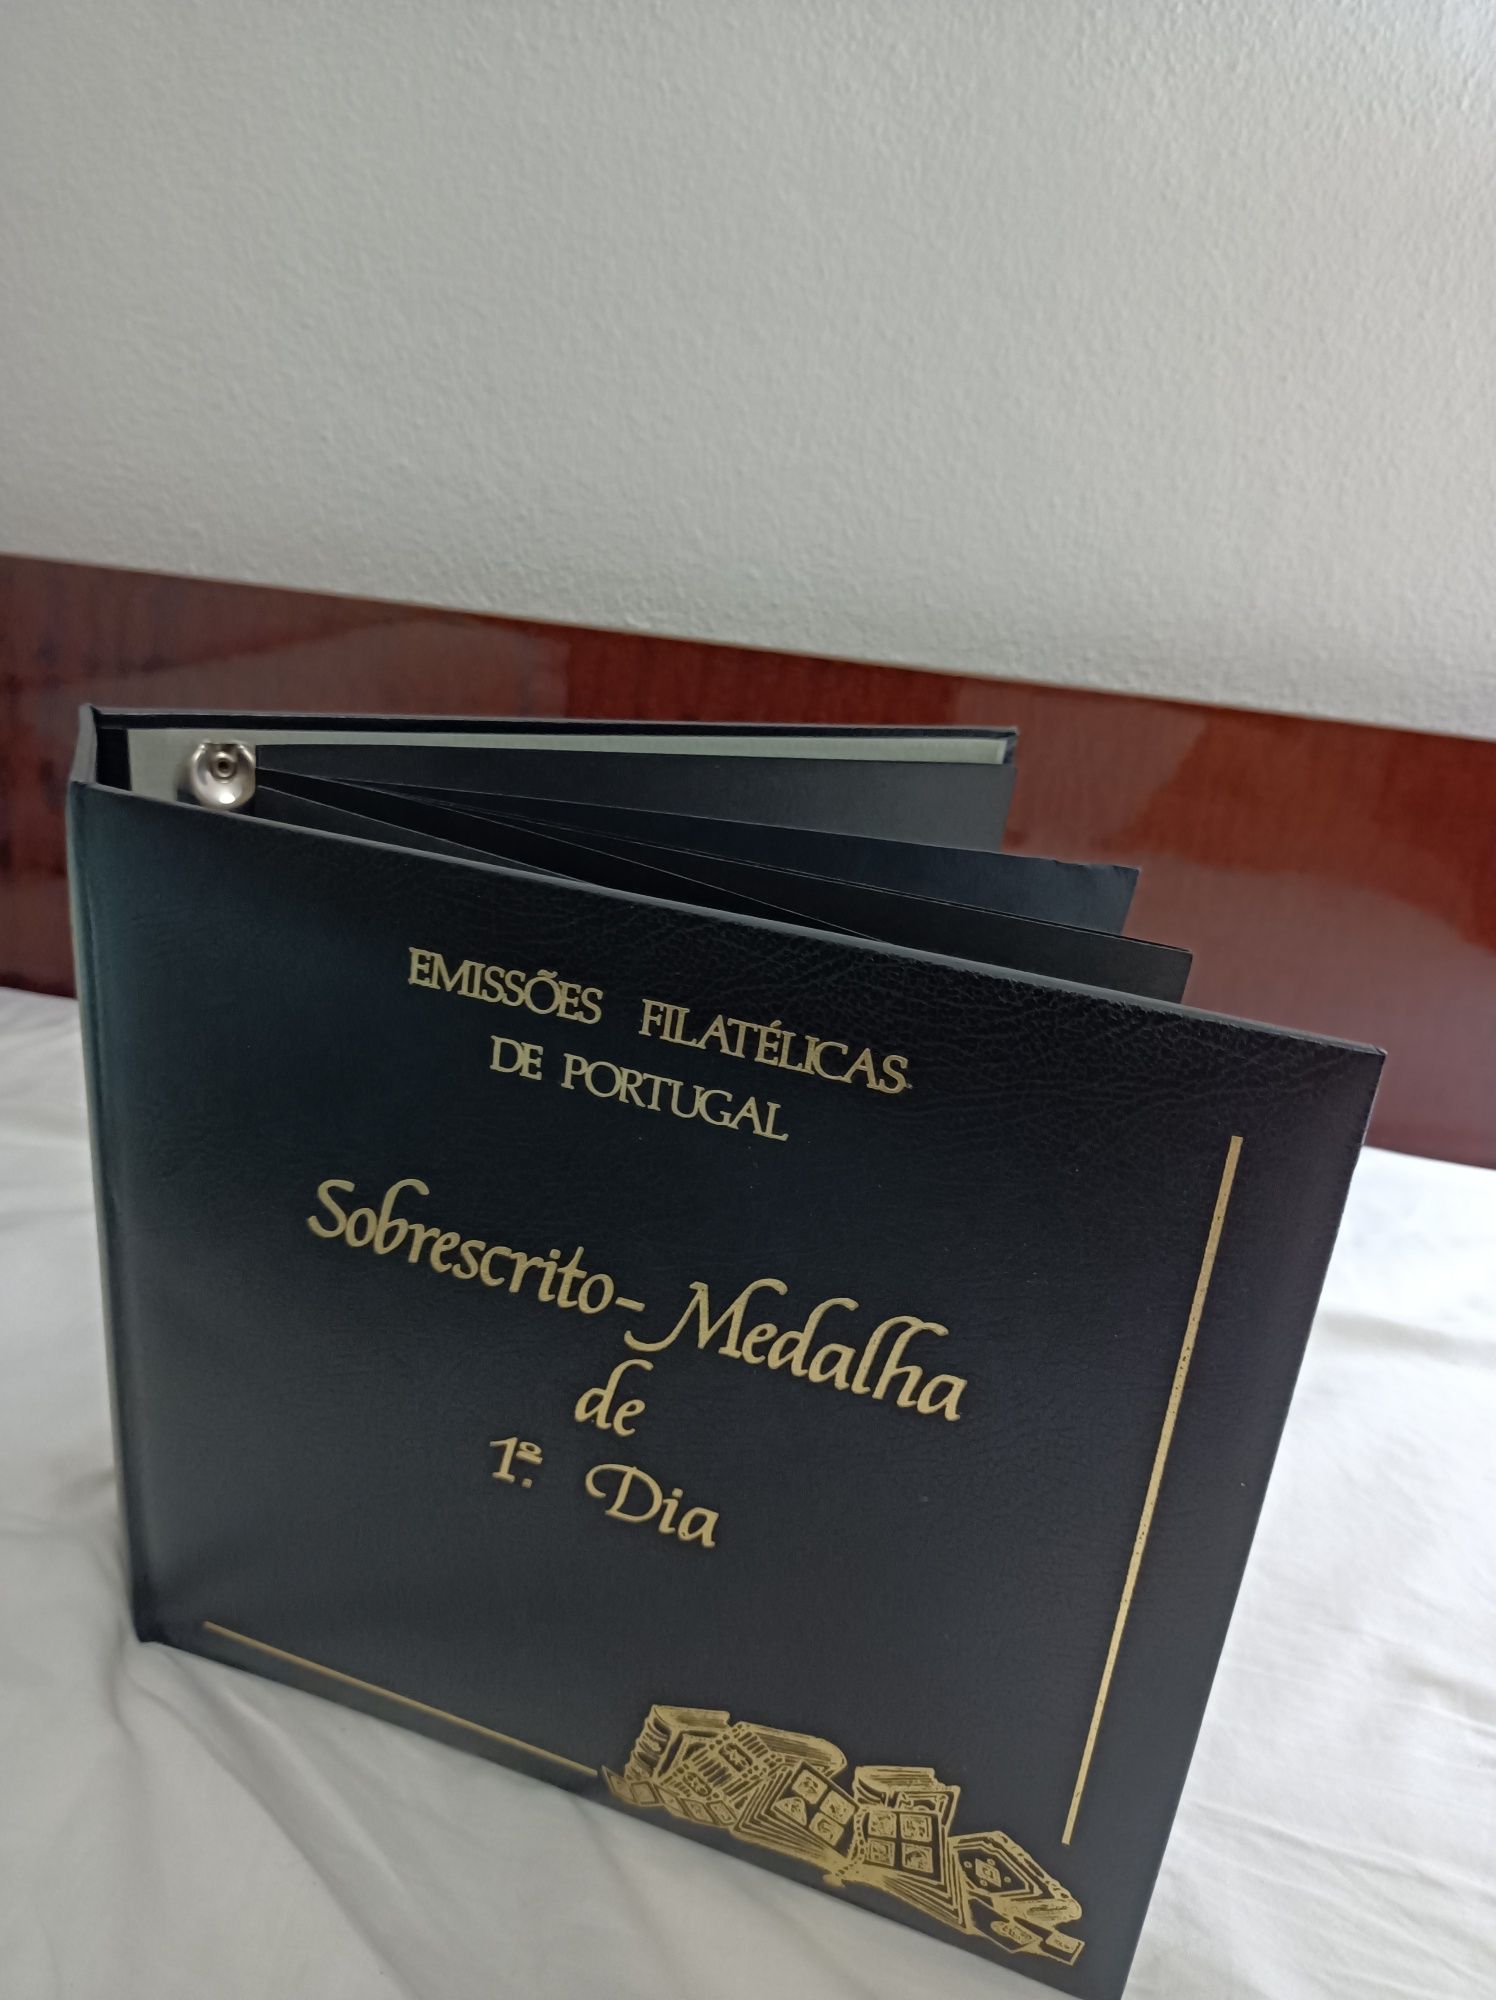 EMISSÕES FILATÉLICAS
DE PORTUGAL
Sobrescrito-Medalha
de
1º. Dia